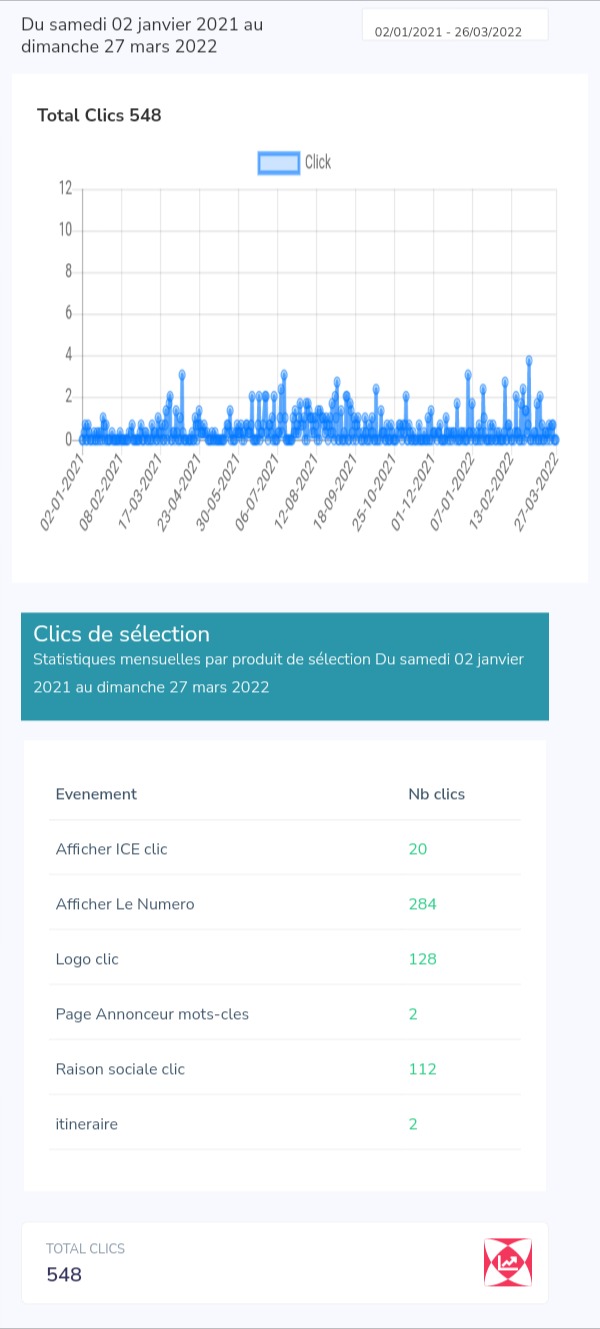 Du samedi 02 janvier 2021 au
dimanche 27 mars 2022
02/01/2021 - 26/03/2022
Total Clics 548
Click
12
10
8
6
4
2
0
02-01-2021
08-02-2021
17-03-2021
23-04-2021
30-05-2021
06-07-2021
12-08-2021
18-09-2021
25-10-2021
01-12-2021
07-01-2022
13-02-2022
27-03-2022
Clics de sélection
Statistiques mensuelles par produit de sélection Du samedi 02 janvier
2021 au dimanche 27 mars 2022
Evenement Nb clics
Afficher ICE clic 20
Afficher Le Numero 284
Logo clic 128
Page Annonceur mots-cles 2
Raison sociale clic 112
itineraire 2
TOTAL CLICS
548